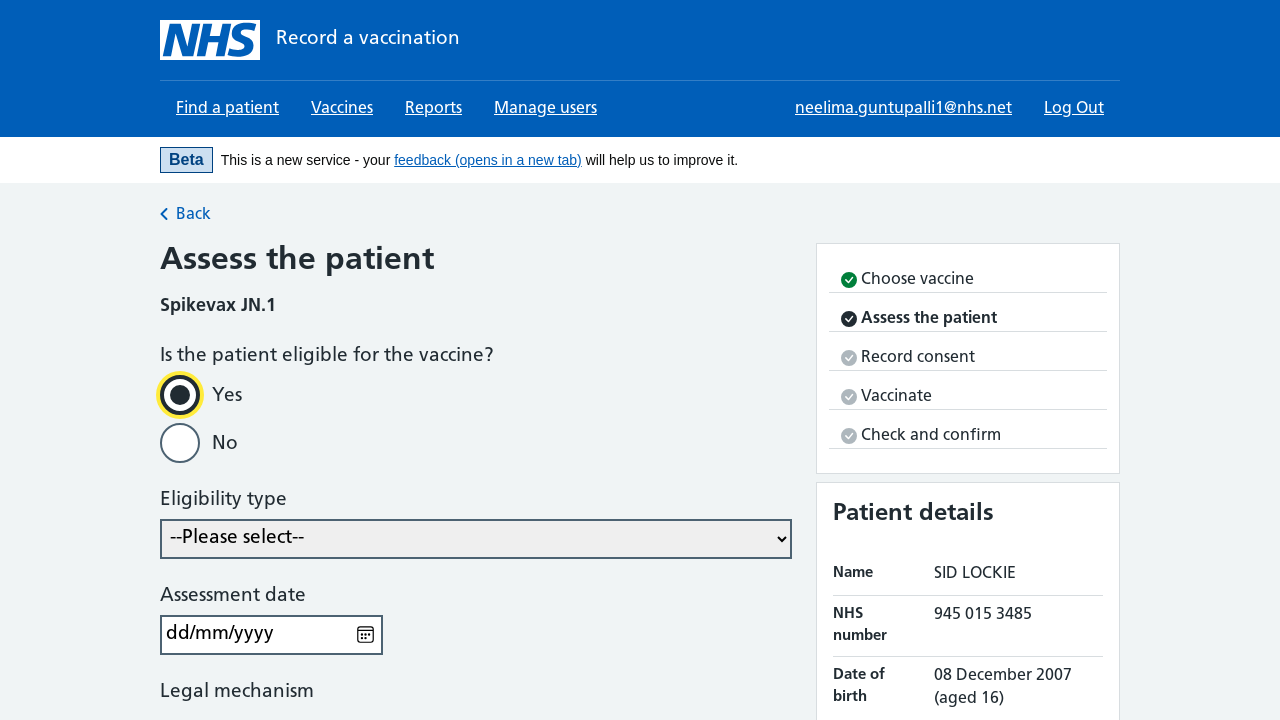 NHS Record a vaccination
Find a patient Vaccines Reports Manage users neelima.guntupalli1@nhs.net Log Out
Beta This is a new service - your feedback (opens in a new tab) will help us to improve it.
Back
Assess the patient
Spikevax JN.1
Is the patient eligible for the vaccine?
Yes
No
Eligibility type
--Please select--
Assessment date
dd/mm/yyyy
Legal mechanism
Choose vaccine
Assess the patient
Record consent
Vaccinate
Check and confirm
Patient details
Name SID LOCKIE
NHS number 945 015 3485
Date of birth 08 December 2007 (aged 16)